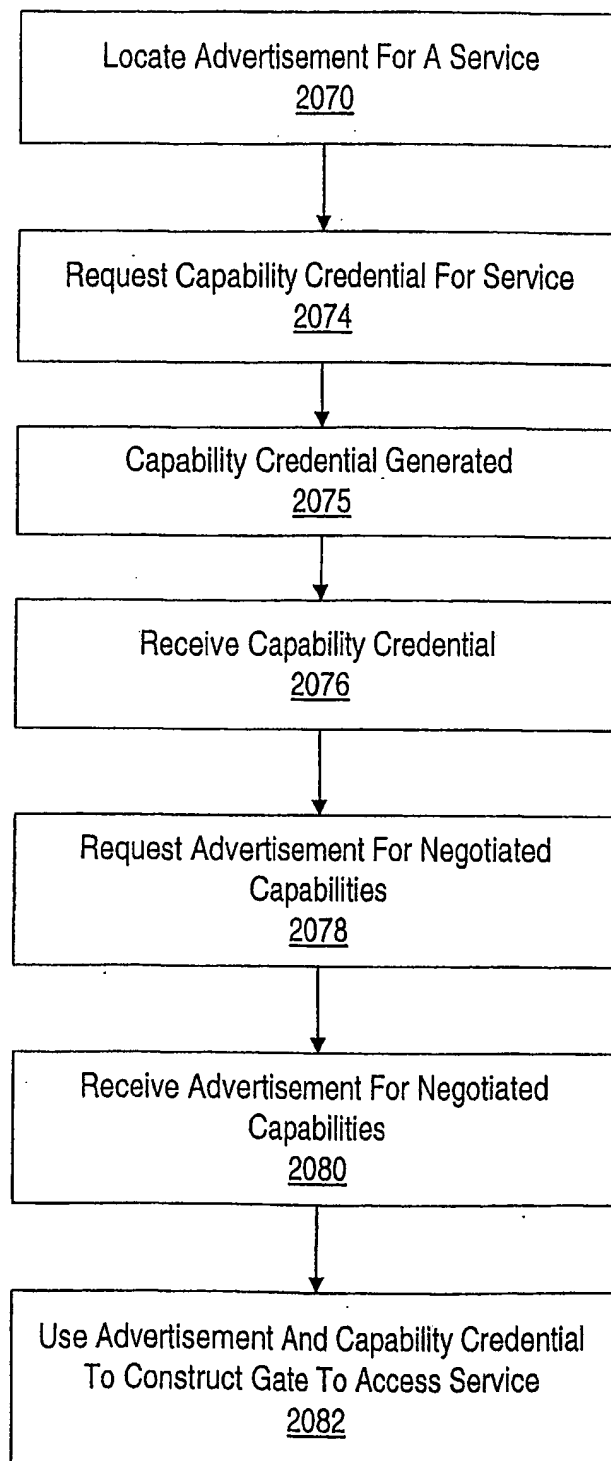 Locate Advertisement For A Service
2070
Request Capability Credential For Service
2074
Capability Credential Generated
2075
Receive Capability Credential
2076
Request Advertisement For Negotiated
Capabilities
2078
Receive Advertisement For Negotiated
Capabilities
2080
Use Advertisement And Capability Credential
To Construct Gate To Access Service
2082